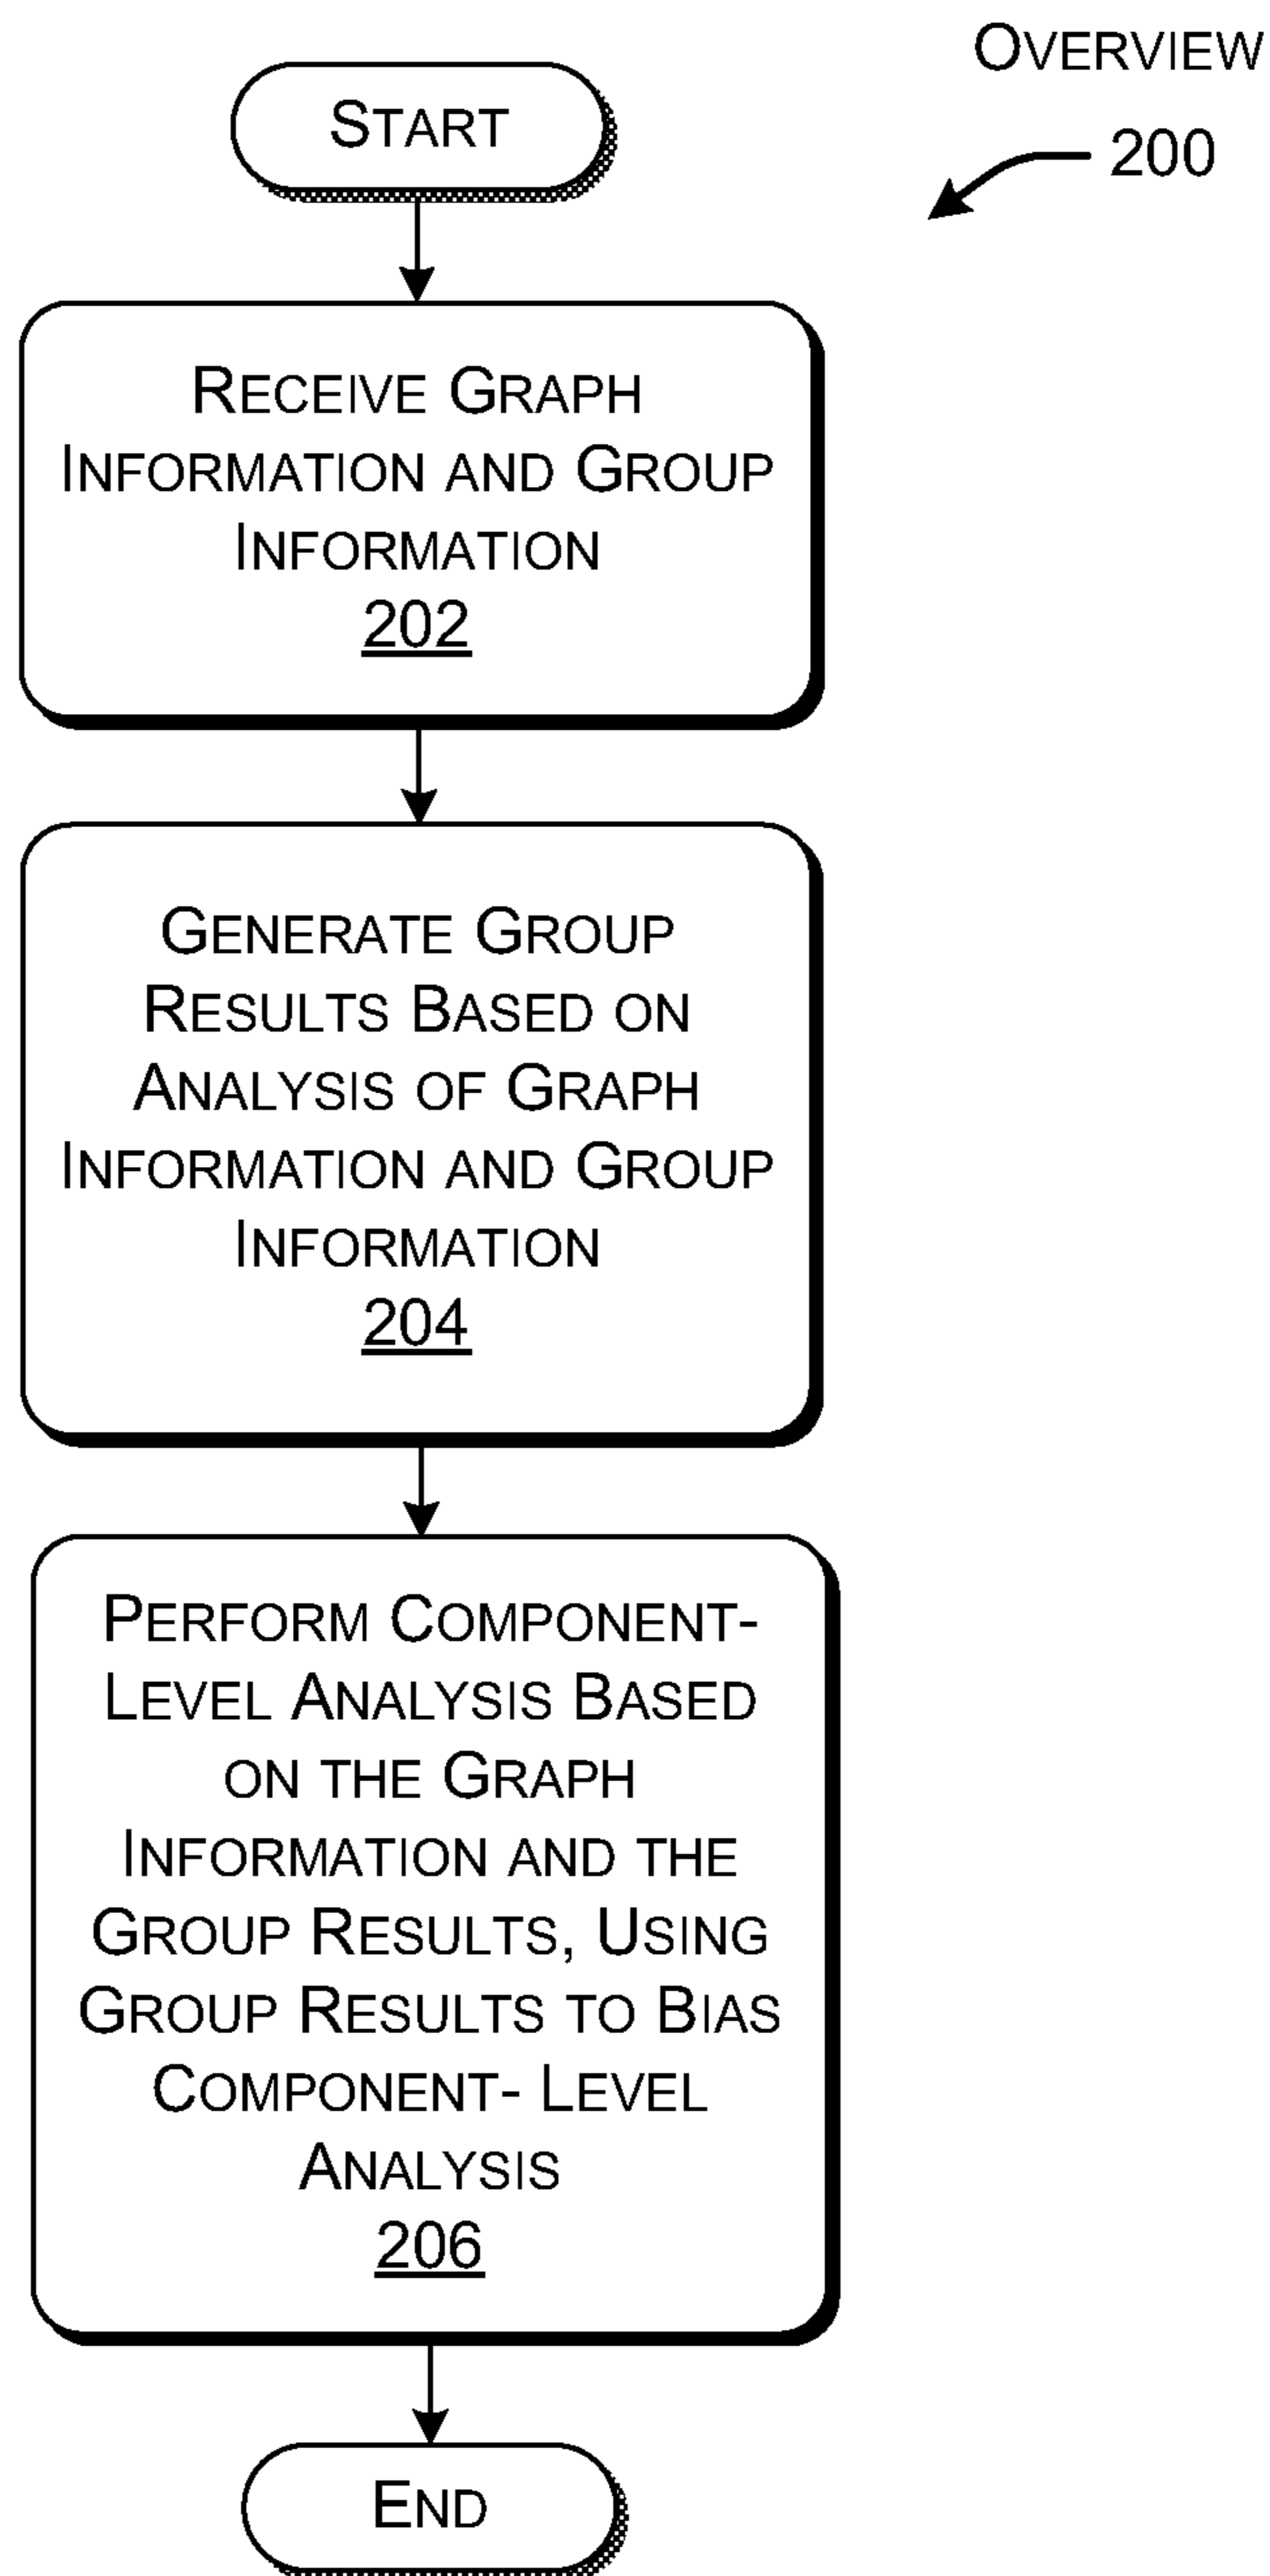 OVERVIEW
200
START
RECEIVE GRAPH
INFORMATION AND GROUP
INFORMATION
202
GENERATE GROUP
RESULTS BASED ON
ANALYSIS OF GRAPH
INFORMATION AND GROUP
INFORMATION
204
PERFORM COMPONENT-
LEVEL ANALYSIS BASED
ON THE GRAPH
INFORMATION AND THE
GROUP RESULTS, USING
GROUP RESULTS TO BIAS
COMPONENT- LEVEL
ANALYSIS
206
END